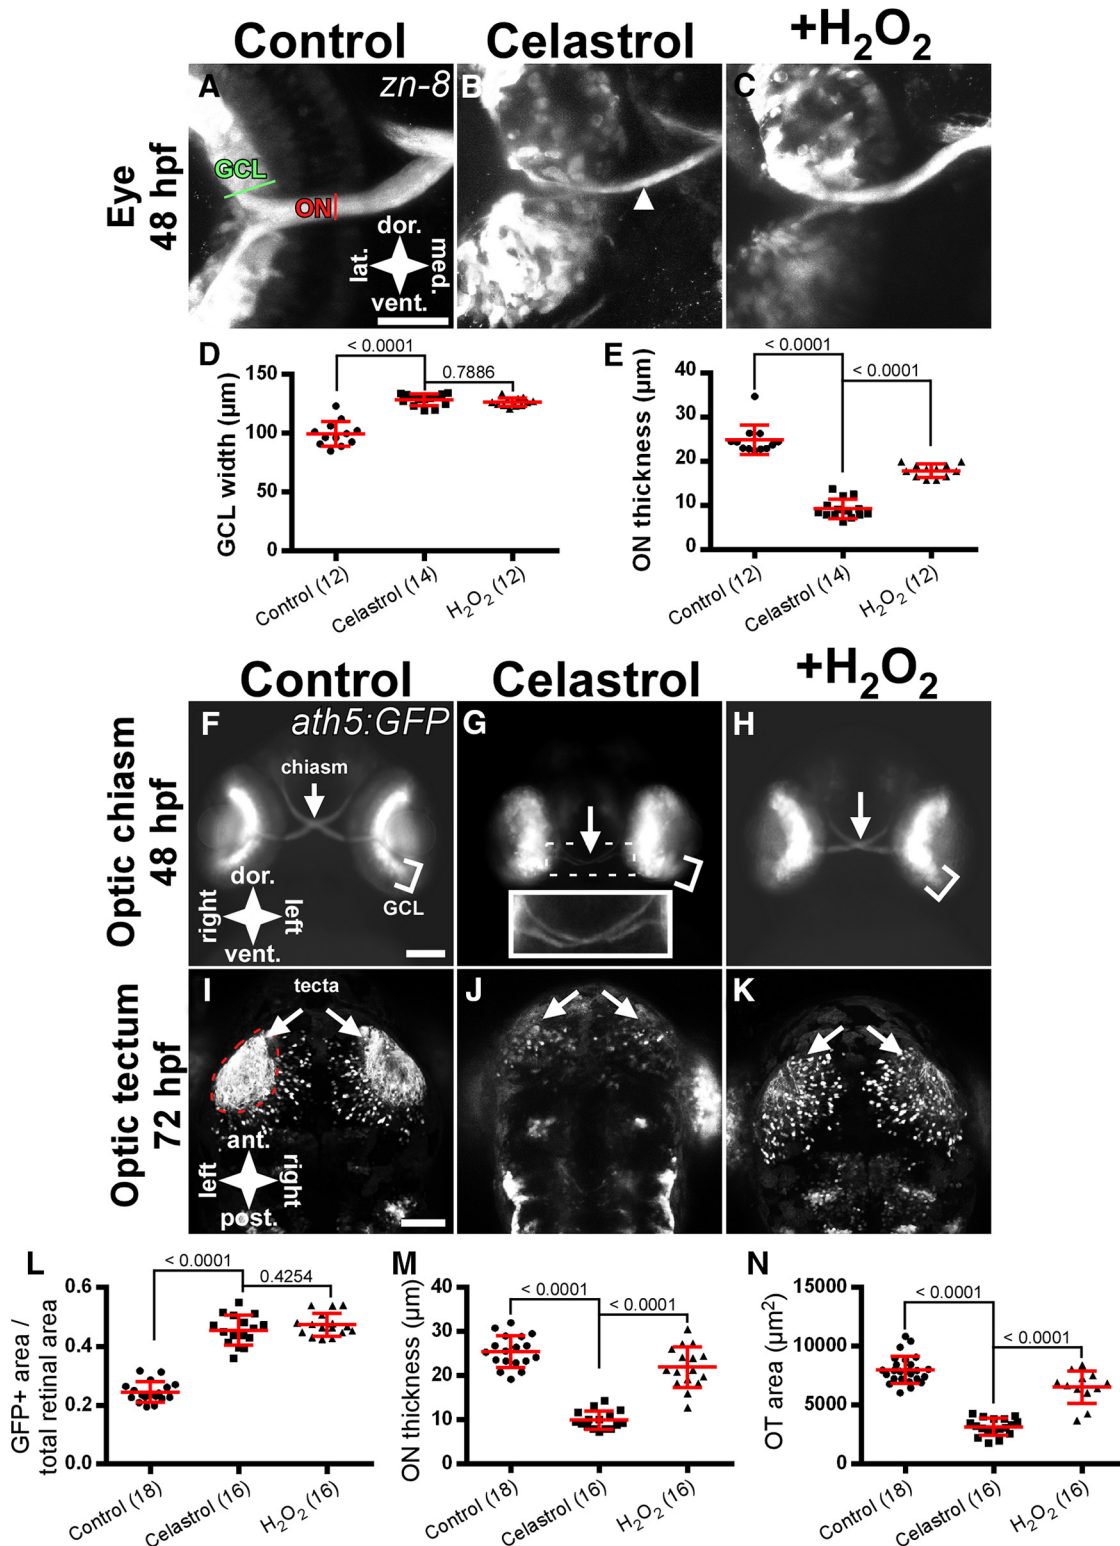 Control Celastrol +H₂O₂
Eye
48 hpf
A zn-8 B C
GCL
ON
dor.
lat. med.
vent.
D E
< 0.0001
0.7886
GCL width (µm)
150
100
50
0
Control (12) Celastrol (14) H₂O₂ (12)
< 0.0001
< 0.0001
ON thickness (µm)
40
30
20
10
0
Control (12) Celastrol (14) H₂O₂ (12)
Control Celastrol +H₂O₂
Optic chiasm
48 hpf
F ath5:GFP G H
chiasm
dor.
right left
vent.
GCL
Optic tectum
72 hpf
I J K
tecta
ant.
left right
post.
L
< 0.0001
0.4254
GFP+ area /
total retinal area
0.6
0.4
0.2
0.0
Control (18) Celastrol (16) H₂O₂ (16)
M
< 0.0001
< 0.0001
ON thickness (µm)
40
30
20
10
0
Control (18) Celastrol (16) H₂O₂ (16)
N
< 0.0001
< 0.0001
OT area (µm²)
15000
10000
5000
0
Control (18) Celastrol (16) H₂O₂ (16)